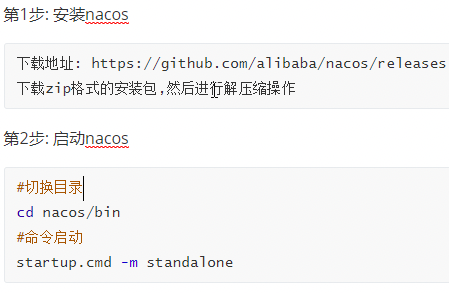 第1步: 安装nacos
下载地址: https://github.com/alibaba/nacos/releases
下载zip格式的安装包,然后进行解压缩操作
第2步: 启动nacos
#切换目录
cd nacos/bin
#命令启动
startup.cmd -m standalone